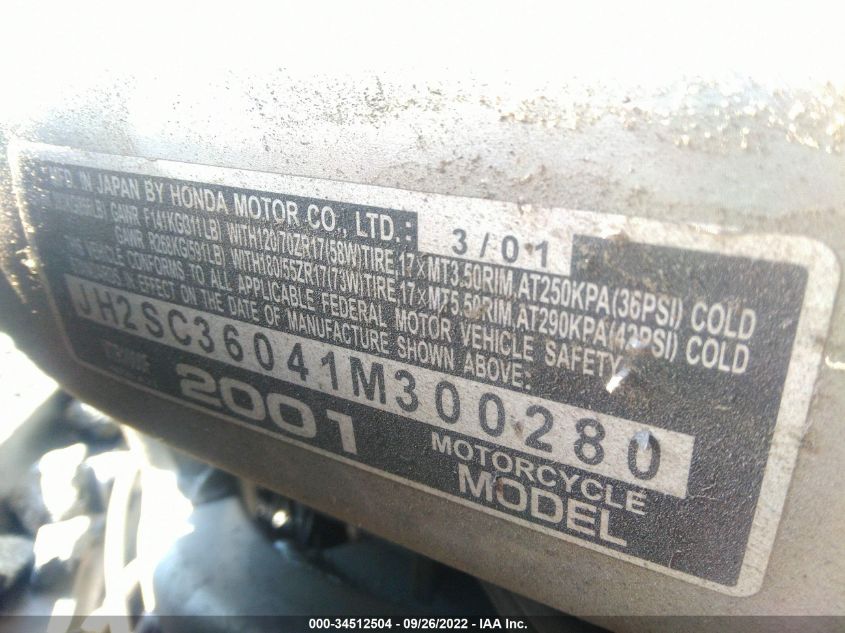 MFD. IN JAPAN BY HONDA MOTOR CO., LTD.: 3/01
GAWR F141KG(311LB) WITH120/70ZR17(58W)TIRE,17×MT3.50RIM,AT250KPA(36PSI) COLD
GAWR R268KG(591LB) WITH180/55ZR17(73W)TIRE,17×MT5.50RIM,AT290KPA(42PSI) COLD
THIS VEHICLE CONFORMS TO ALL APPLICABLE FEDERAL MOTOR VEHICLE SAFETY
STANDARDS IN EFFECT ON THE DATE OF MANUFACTURE SHOWN ABOVE:
JH2SC36041M300280
2001 MOTORCYCLE
MODEL
000-34512504 - 09/26/2022 - IAA Inc.